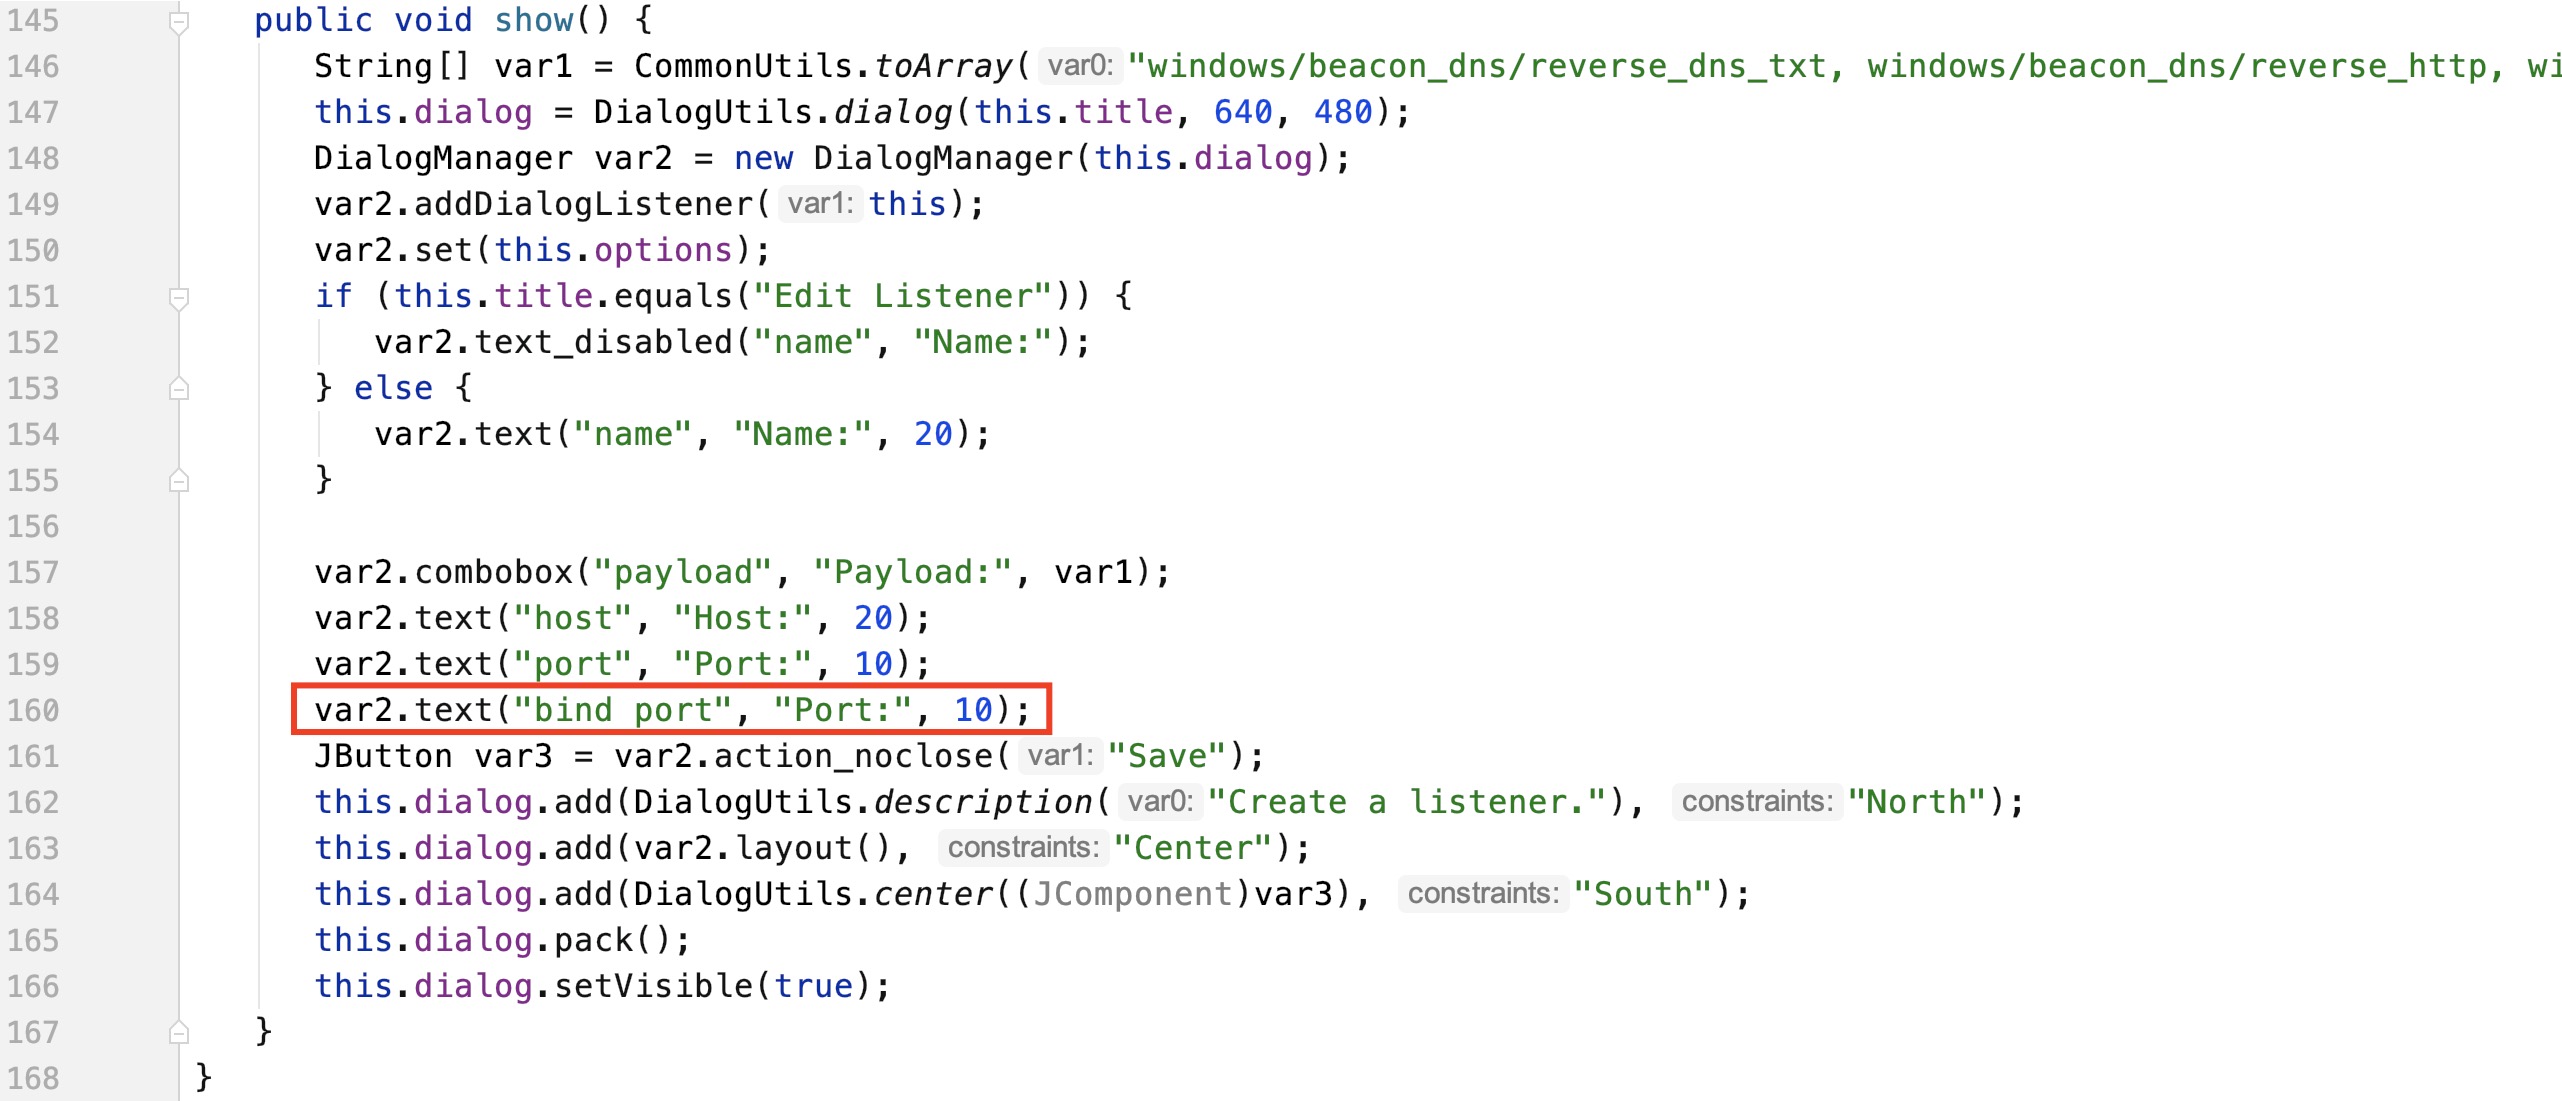 145 public void show() {
146 String[] var1 = CommonUtils.toArray( var0: "windows/beacon_dns/reverse_dns_txt, windows/beacon_dns/reverse_http, wi
147 this.dialog = DialogUtils.dialog(this.title, 640, 480);
148 DialogManager var2 = new DialogManager(this.dialog);
149 var2.addDialogListener( var1: this);
150 var2.set(this.options);
151 if (this.title.equals("Edit Listener")) {
152 var2.text_disabled("name", "Name:");
153 } else {
154 var2.text("name", "Name:", 20);
155 }
156
157 var2.combobox("payload", "Payload:", var1);
158 var2.text("host", "Host:", 20);
159 var2.text("port", "Port:", 10);
160 var2.text("bind port", "Port:", 10);
161 JButton var3 = var2.action_noclose( var1: "Save");
162 this.dialog.add(DialogUtils.description( var0: "Create a listener."), constraints: "North");
163 this.dialog.add(var2.layout(), constraints: "Center");
164 this.dialog.add(DialogUtils.center((JComponent)var3), constraints: "South");
165 this.dialog.pack();
166 this.dialog.setVisible(true);
167 }
168 }